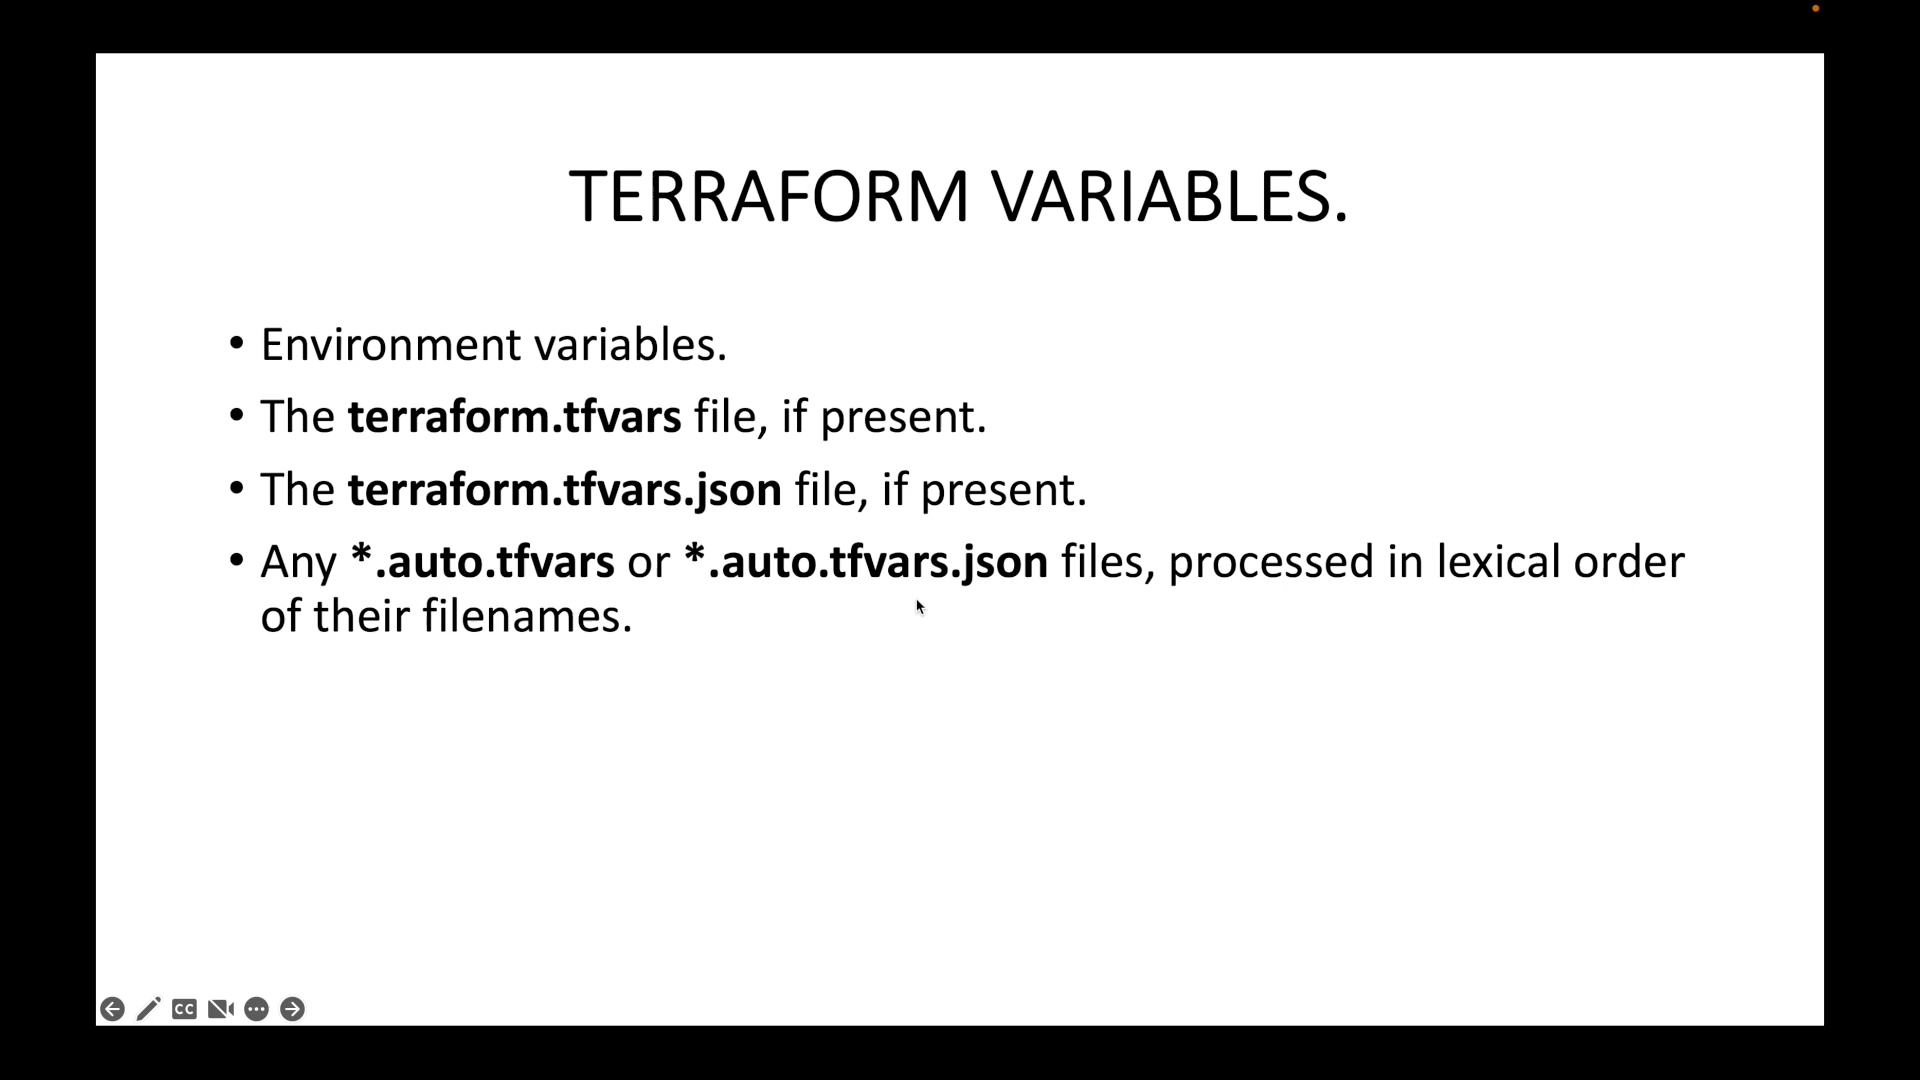 TERRAFORM VARIABLES.
• Environment variables.
• The terraform.tfvars file, if present.
• The terraform.tfvars.json file, if present.
• Any *.auto.tfvars or *.auto.tfvars.json files, processed in lexical order
of their filenames.
CC